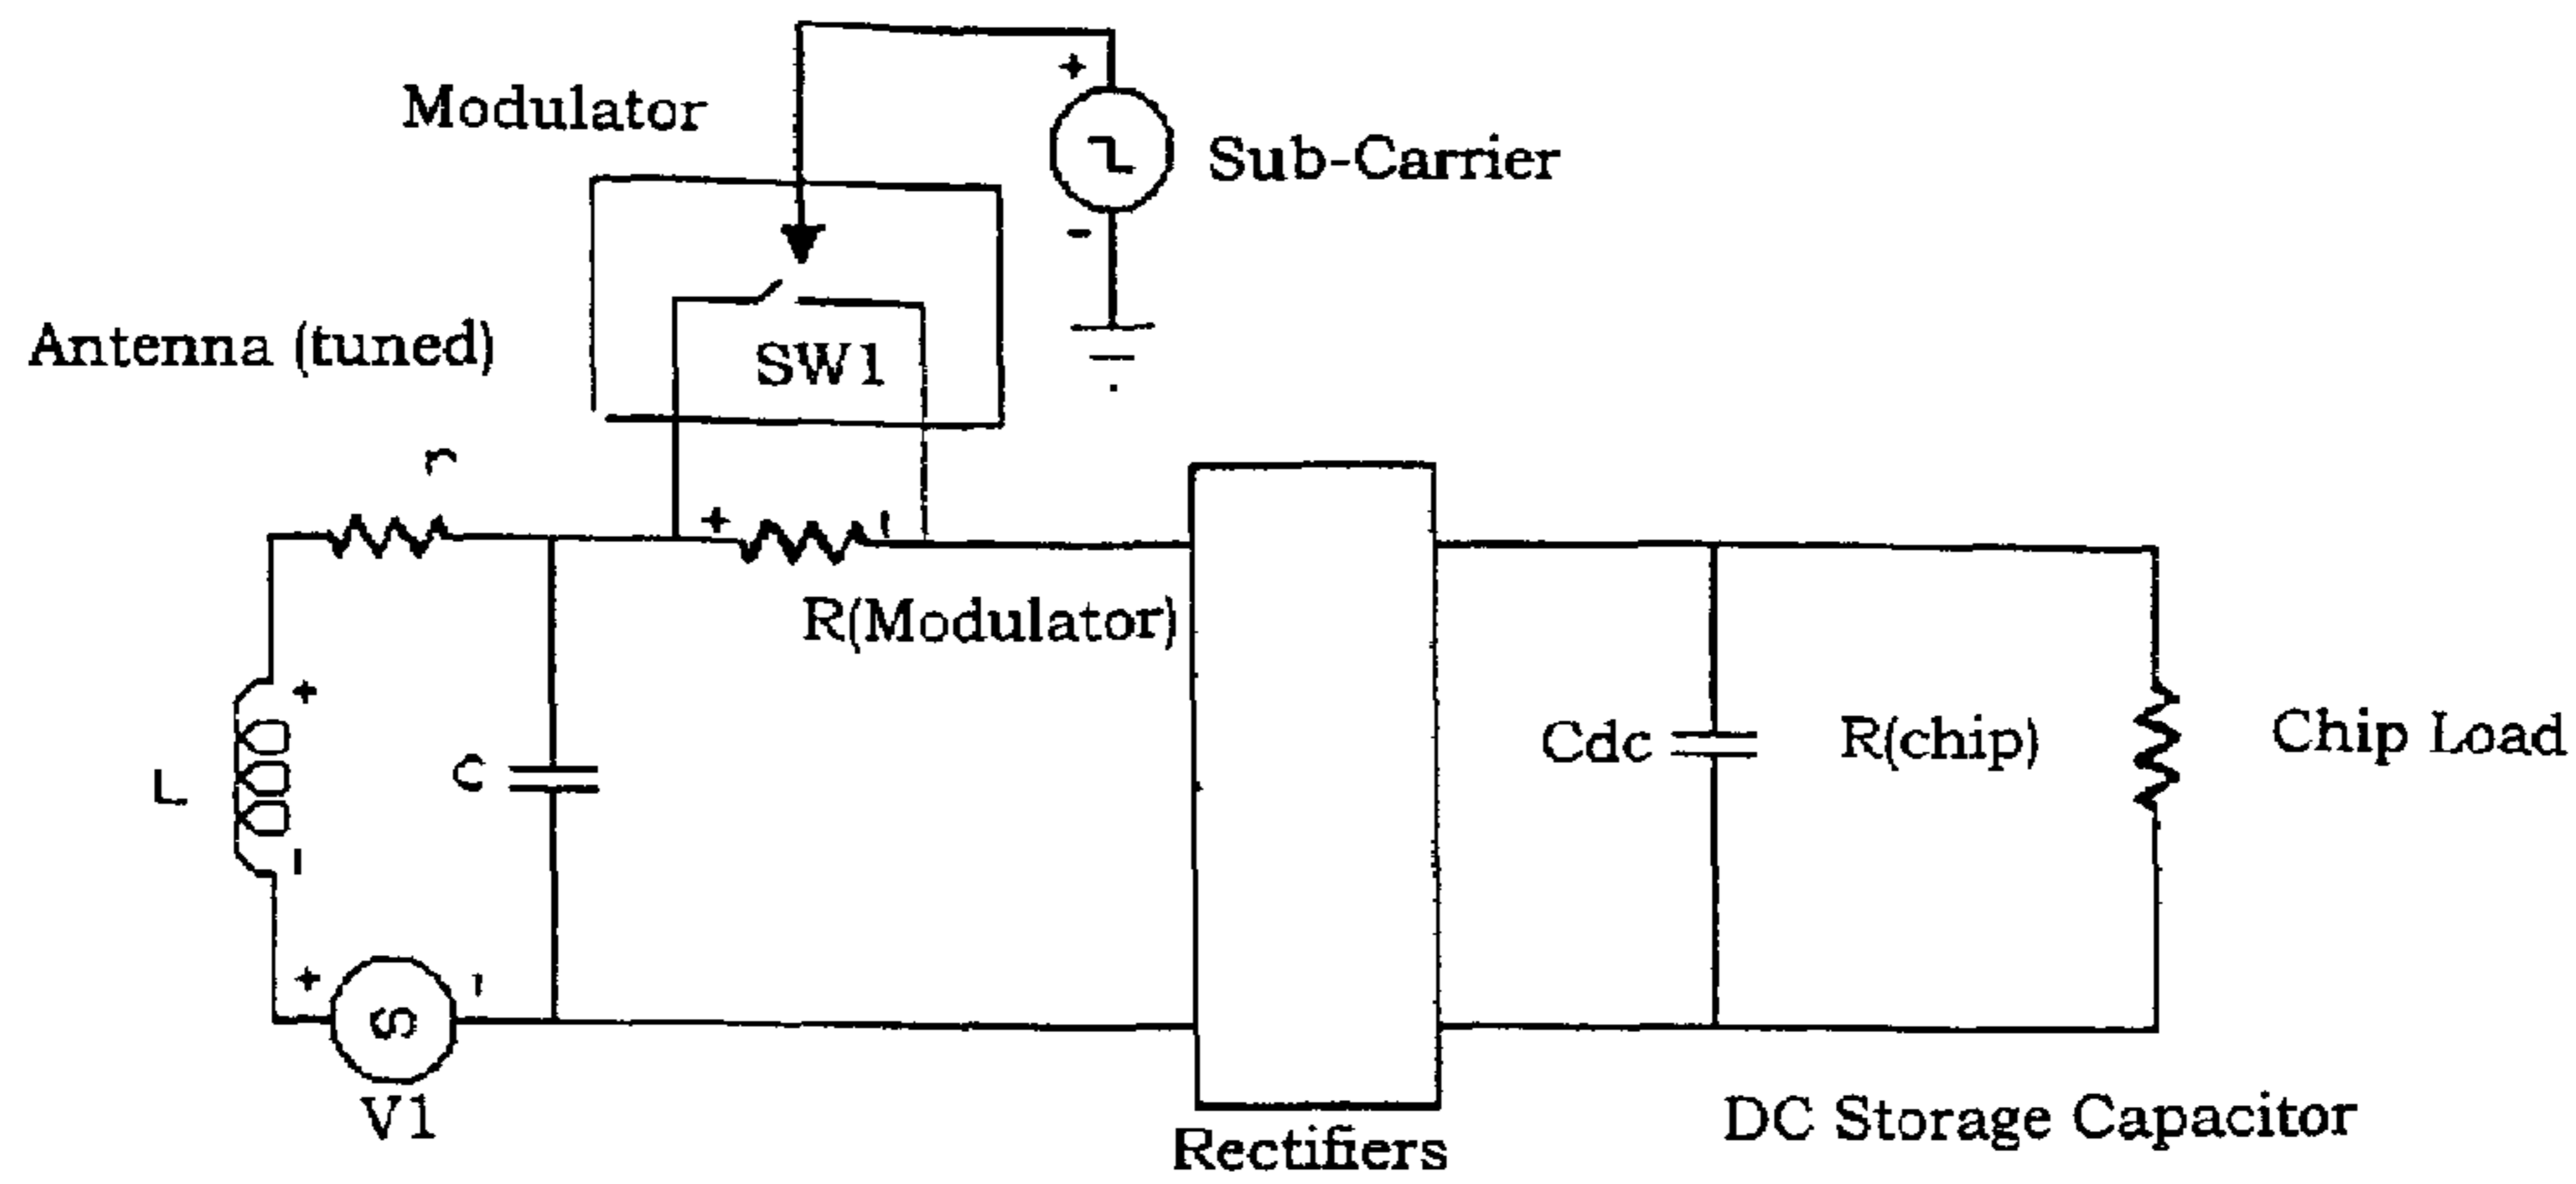 Modulator
+
Sub-Carrier
-
Antenna (tuned)
SW1
r
+ -
R(Modulator)
+
L
C
Cdc
R(chip)
Chip Load
-
+ -
S
V1
Rectifiers
DC Storage Capacitor